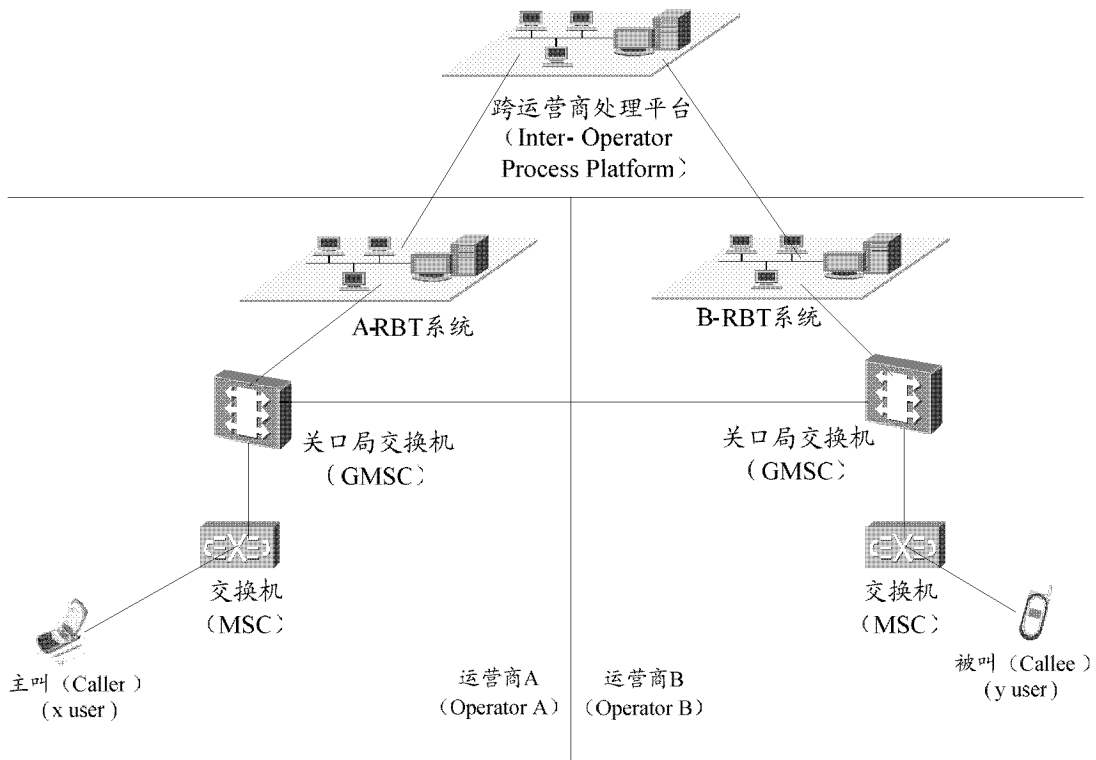 跨运营商处理平台
（Inter- Operator
Process Platform）
A-RBT系统
B-RBT系统
关口局交换机
（GMSC）
关口局交换机
（GMSC）
交换机
（MSC）
交换机
（MSC）
主叫（Caller）
（x user）
运营商A
（Operator A）
运营商B
（Operator B）
被叫（Callee）
（y user）